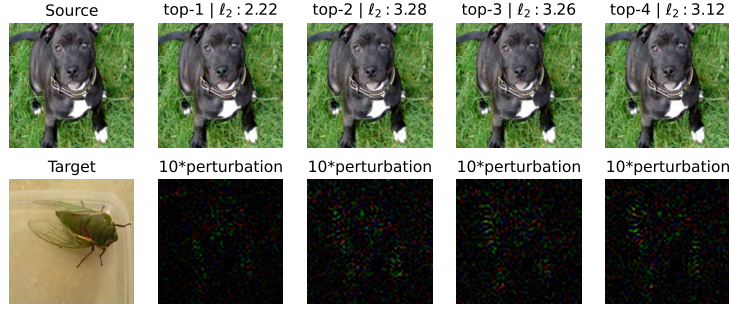 Source
top-1 | ℓ₂ : 2.22
top-2 | ℓ₂ : 3.28
top-3 | ℓ₂ : 3.26
top-4 | ℓ₂ : 3.12
Target
10*perturbation
10*perturbation
10*perturbation
10*perturbation